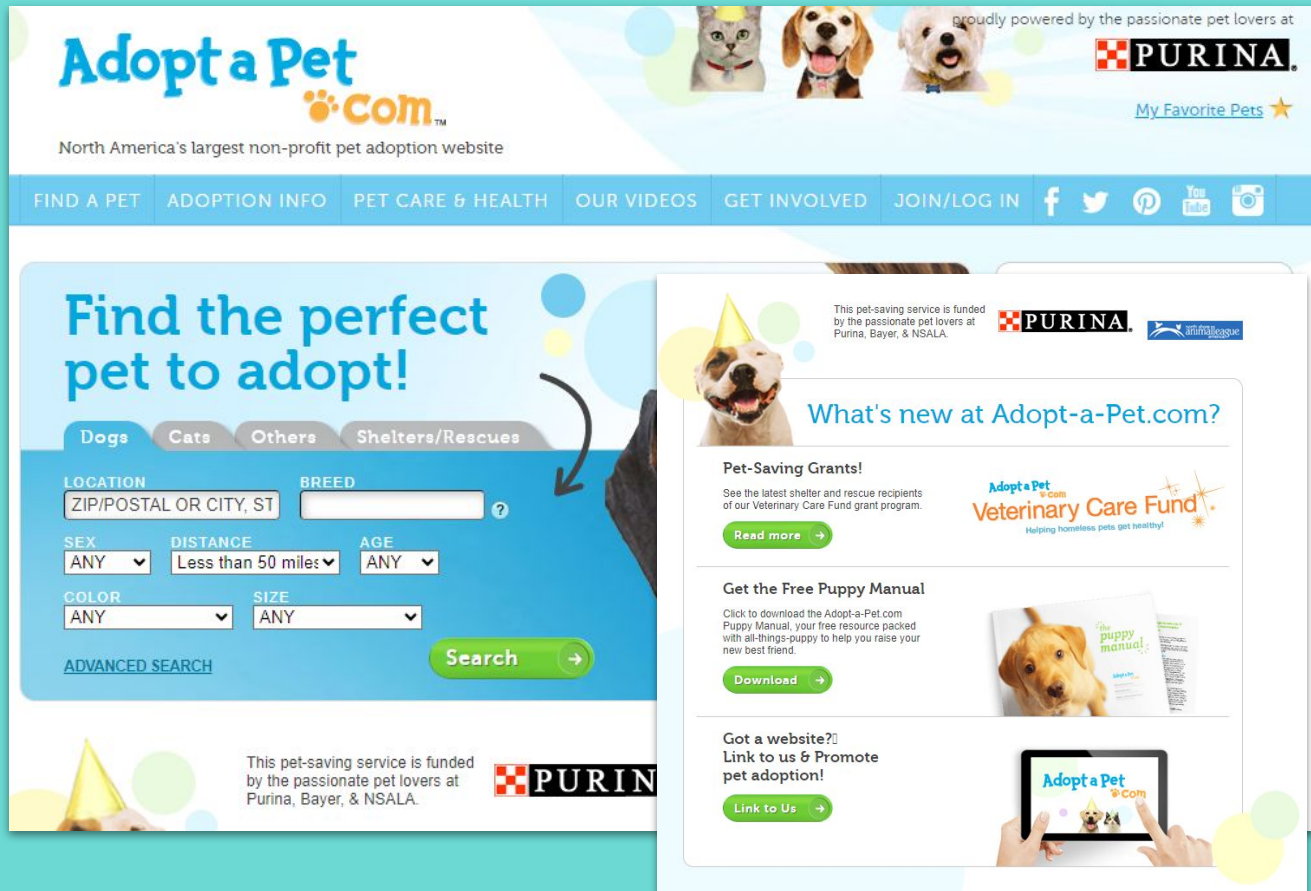 proudly powered by the passionate pet lovers at
Adopt a Pet
.com™
PURINA®
My Favorite Pets
North America's largest non-profit pet adoption website
FIND A PET ADOPTION INFO PET CARE & HEALTH OUR VIDEOS GET INVOLVED JOIN/LOG IN f You Tube
Find the perfect
pet to adopt!
Dogs Cats Others Shelters/Rescues
LOCATION BREED
ZIP/POSTAL OR CITY, ST ?
SEX DISTANCE AGE
ANY Less than 50 miles ANY
COLOR SIZE
ANY ANY
ADVANCED SEARCH Search
This pet-saving service is funded
by the passionate pet lovers at
Purina, Bayer, & NSALA.
PURIN
This pet-saving service is funded
by the passionate pet lovers at
Purina, Bayer, & NSALA.
PURINA®
animalleague
What's new at Adopt-a-Pet.com?
Pet-Saving Grants!
See the latest shelter and rescue recipients
of our Veterinary Care Fund grant program.
Read more
Adopt a Pet
.com
Veterinary Care Fund
Helping homeless pets get healthy!
Get the Free Puppy Manual
Click to download the Adopt-a-Pet.com
Puppy Manual, your free resource packed
with all-things-puppy to help you raise your
new best friend.
Download
the
puppy
manual
Got a website?
Link to us & Promote
pet adoption!
Link to Us
Adopt a Pet
.com